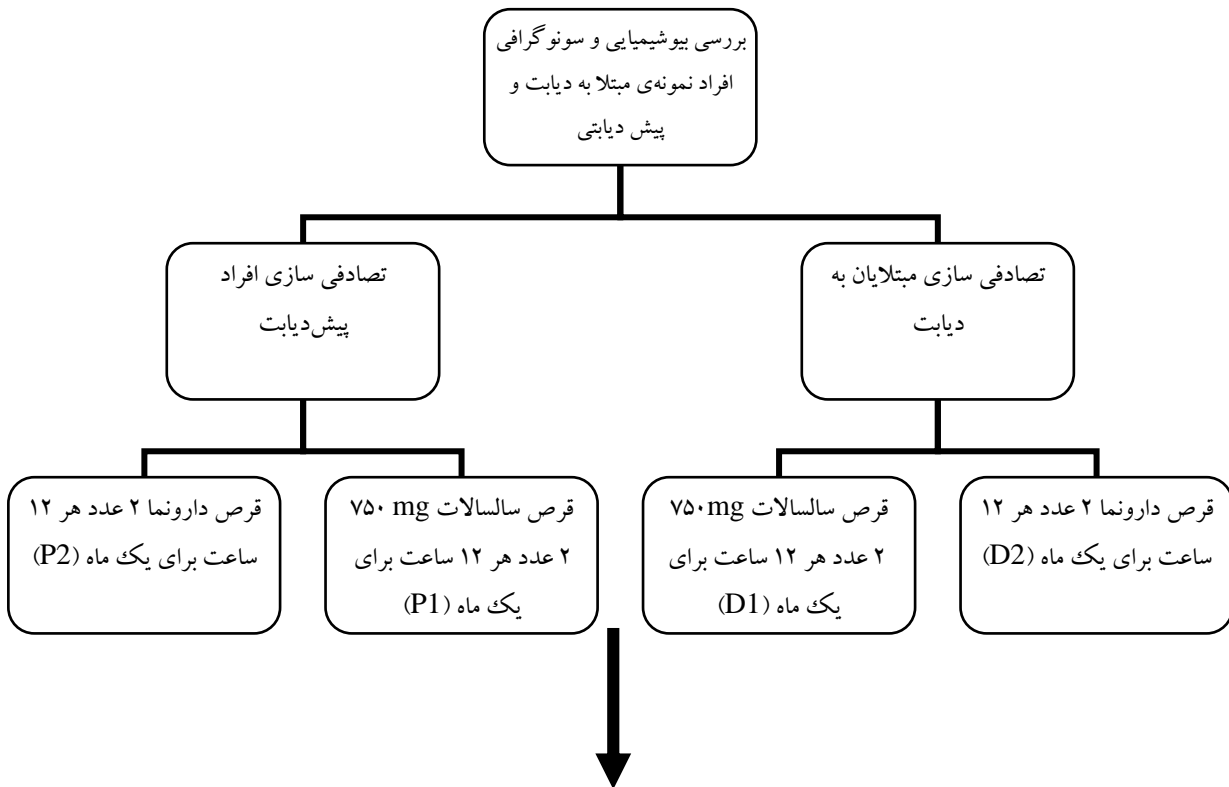 بررسی بیوشیمیایی و سونوگرافی
افراد نمونه‌ی مبتلا به دیابت و
پیش دیابتی
تصادفی سازی مبتلایان به
دیابت
تصادفی سازی افراد
پیش‌دیابت
قرص دارونما ۲ عدد هر ۱۲
ساعت برای یک ماه (D2)
قرص سالسالات ۷۵۰ mg
۲ عدد هر ۱۲ ساعت برای
یک ماه (D1)
قرص سالسالات ۷۵۰ mg
۲ عدد هر ۱۲ ساعت برای
یک ماه (P1)
قرص دارونما ۲ عدد هر ۱۲
ساعت برای یک ماه (P2)